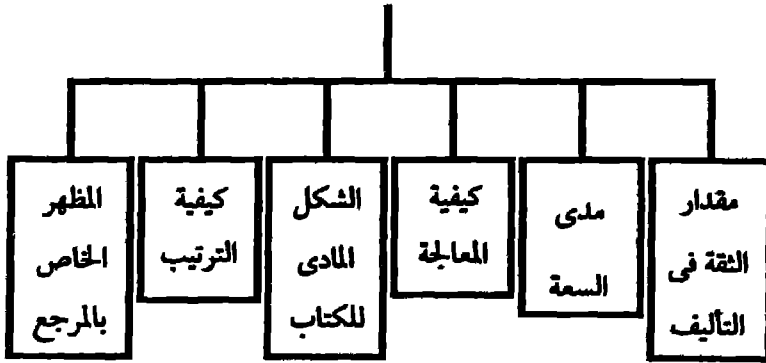 مقدار
الثقة فى
التأليف
مدى
السعة
كيفية
المعالجة
الشكل
المادى
للكتاب
كيفية
الترتيب
المظهر
الخاص
بالمرجع